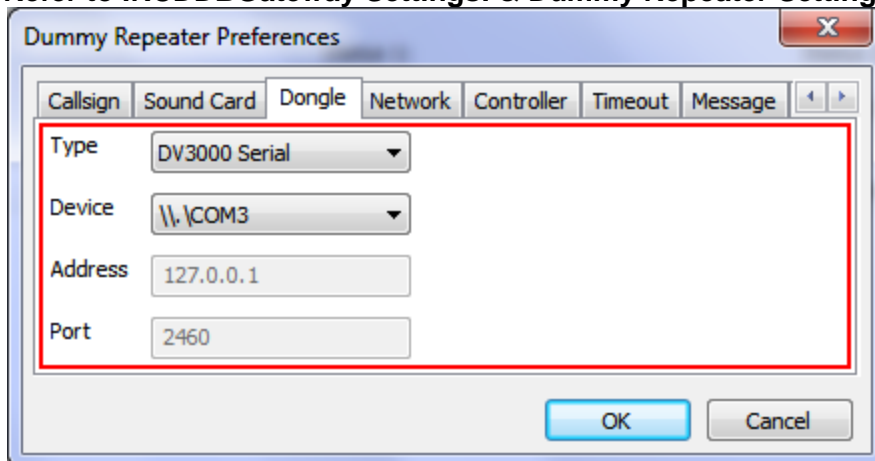 Dummy Repeater Preferences
Callsign Sound Card Dongle Network Controller Timeout Message
Type DV3000 Serial
Device \\.\COM3
Address 127.0.0.1
Port 2460
OK Cancel